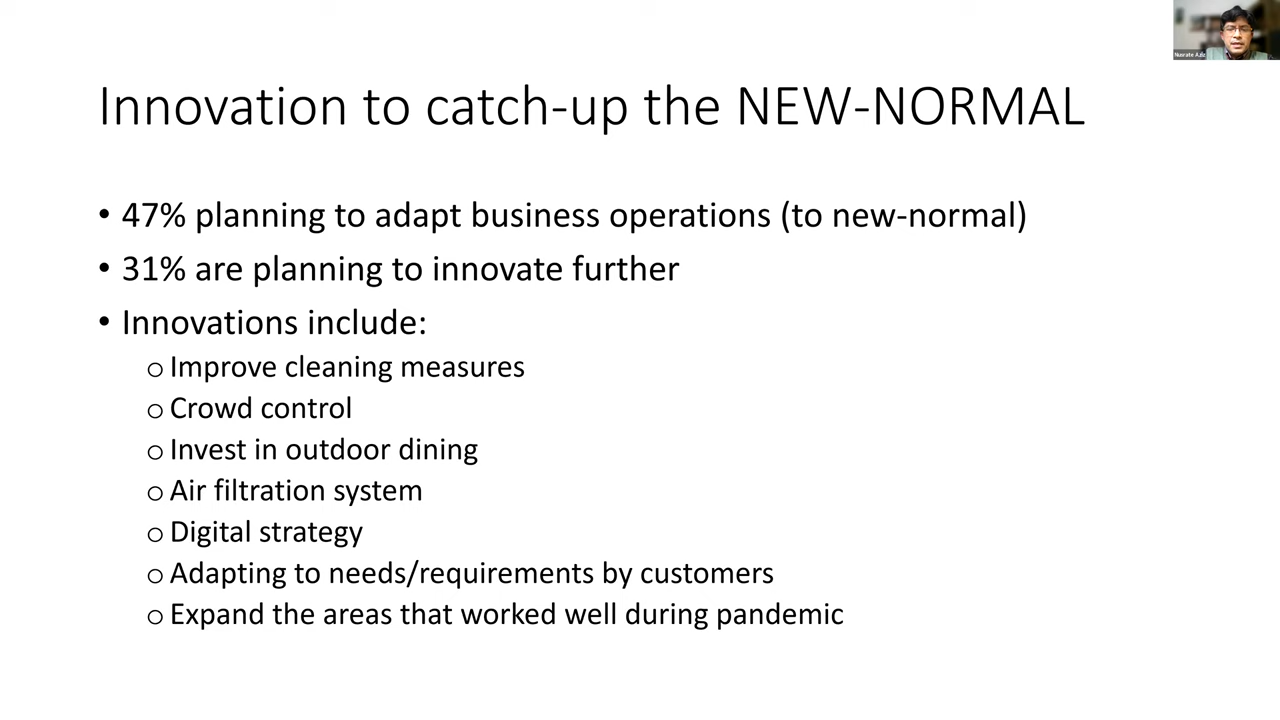 Nusrate Aziz
Innovation to catch-up the NEW-NORMAL
• 47% planning to adapt business operations (to new-normal)
• 31% are planning to innovate further
• Innovations include:
o Improve cleaning measures
o Crowd control
o Invest in outdoor dining
o Air filtration system
o Digital strategy
o Adapting to needs/requirements by customers
o Expand the areas that worked well during pandemic